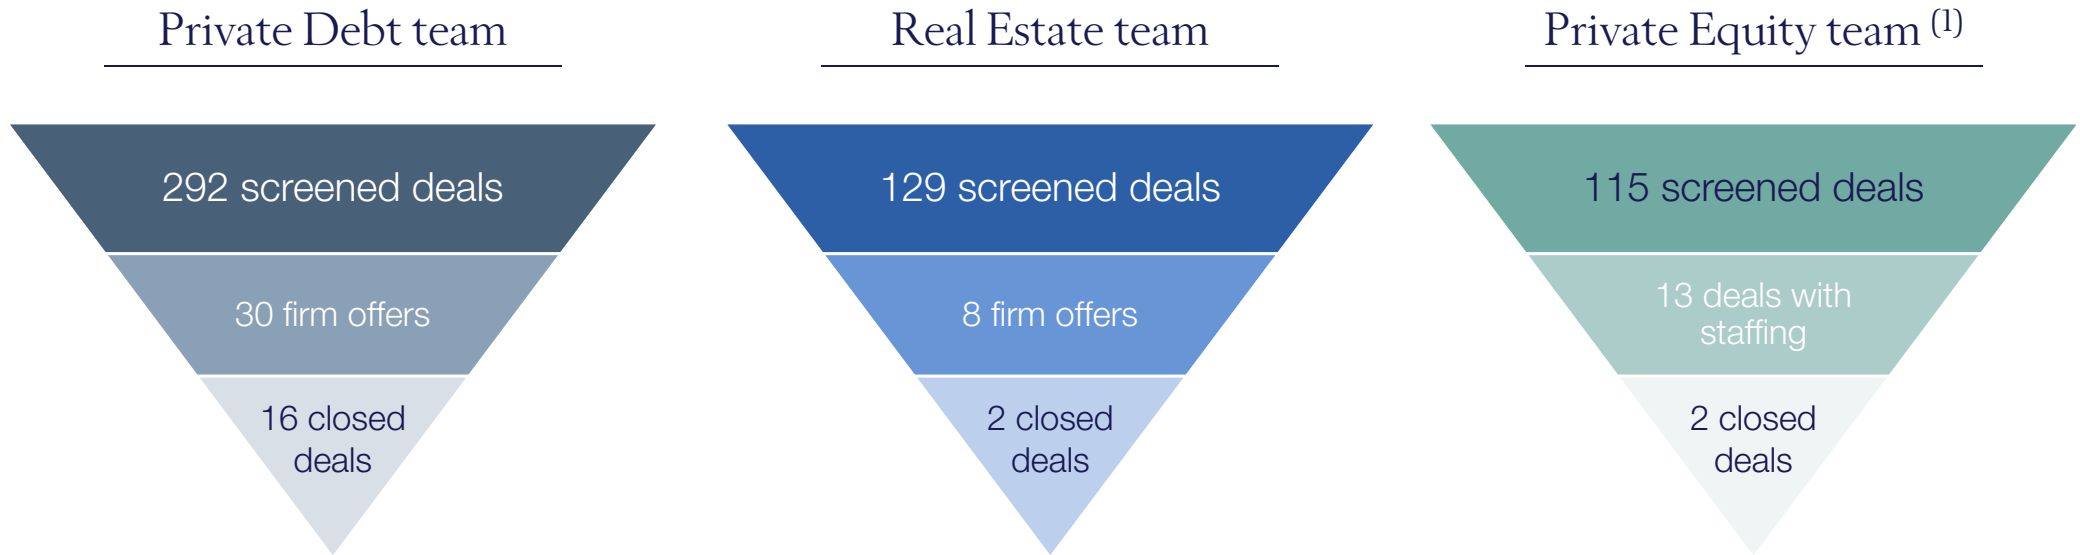 Private Debt team
292 screened deals
30 firm offers
16 closed
deals
Real Estate team
129 screened deals
8 firm offers
2 closed
deals
Private Equity team (1)
115 screened deals
13 deals with
staffing
2 closed
deals